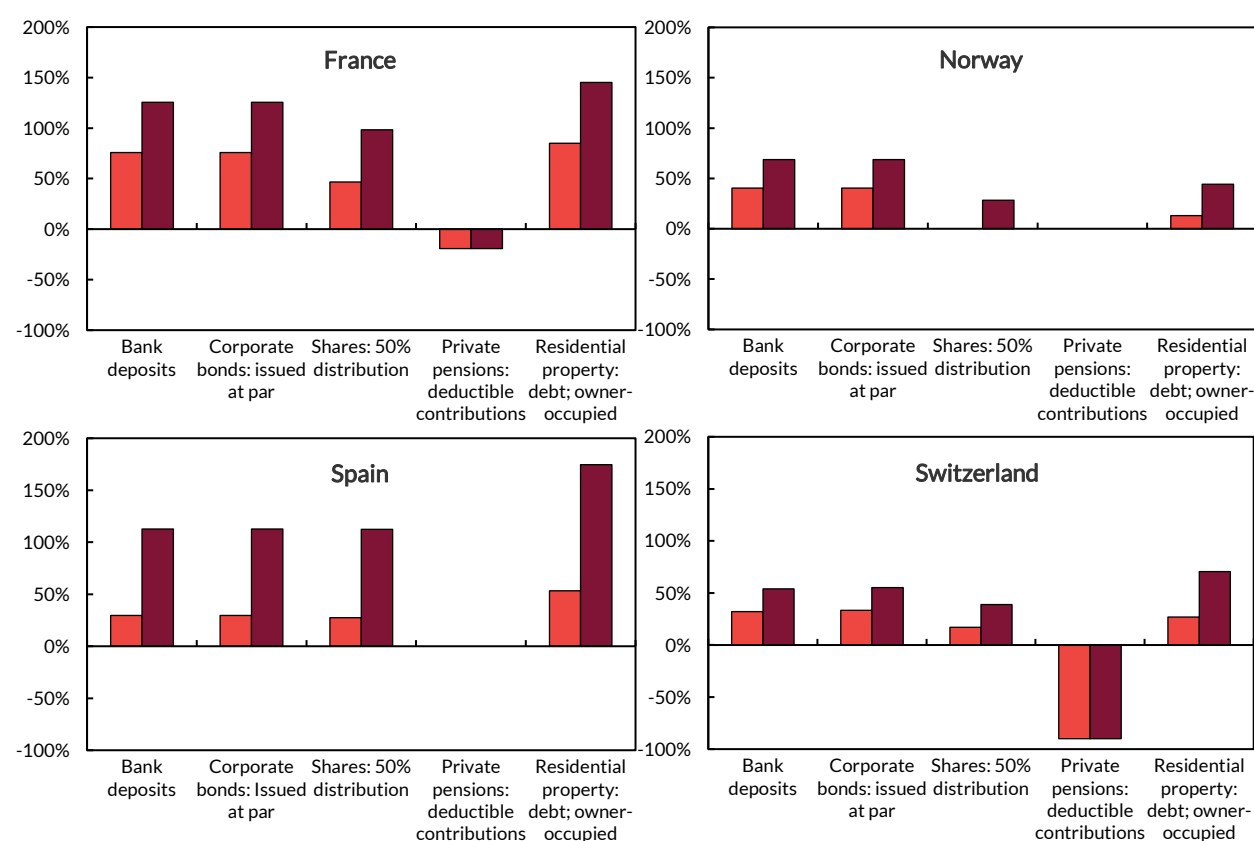 200%
150%
100%
50%
0%
-50%
-100%
France
Bank
deposits
Corporate
bonds: issued
at par
Shares: 50%
distribution
Private
pensions:
deductible
contributions
Residential
property:
debt; owner-
occupied
200%
150%
100%
50%
0%
-50%
-100%
Norway
Bank
deposits
Corporate
bonds: issued
at par
Shares: 50%
distribution
Private
pensions:
deductible
contributions
Residential
property:
debt; owner-
occupied
200%
150%
100%
50%
0%
-50%
-100%
Spain
Bank
deposits
Corporate
bonds: Issued
at par
Shares: 50%
distribution
Private
pensions:
deductible
contributions
Residential
property:
debt; owner-
occupied
200%
150%
100%
50%
0%
-50%
-100%
Switzerland
Bank
deposits
Corporate
bonds: issued
at par
Shares: 50%
distribution
Private
pensions:
deductible
contributions
Residential
property:
debt; owner-
occupied